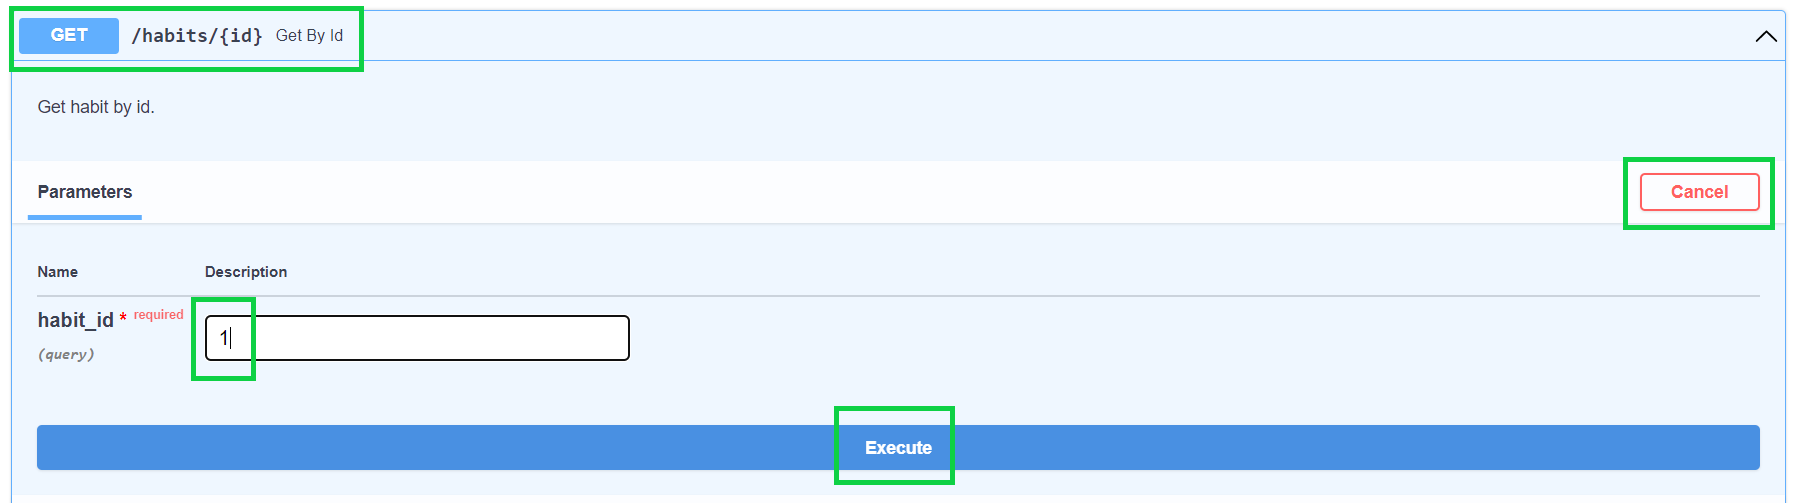 GET /habits/{id} Get By Id
Get habit by id.
Parameters Cancel
Name Description
habit_id * required 1
(query)
Execute